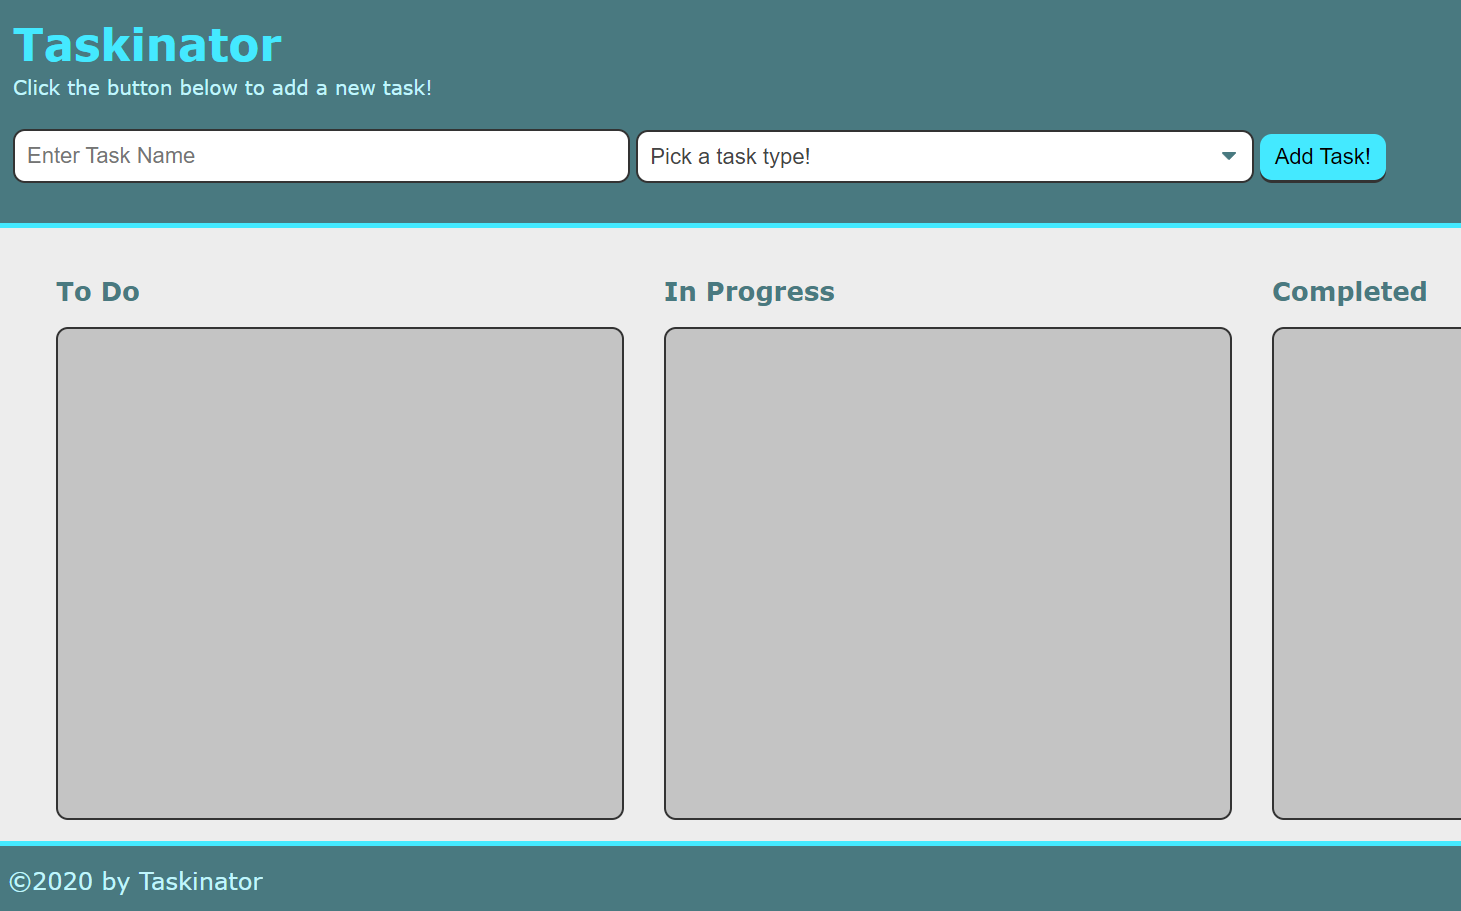 Taskinator
Click the button below to add a new task!
Enter Task Name
Pick a task type!
Add Task!
To Do
In Progress
Completed
©2020 by Taskinator